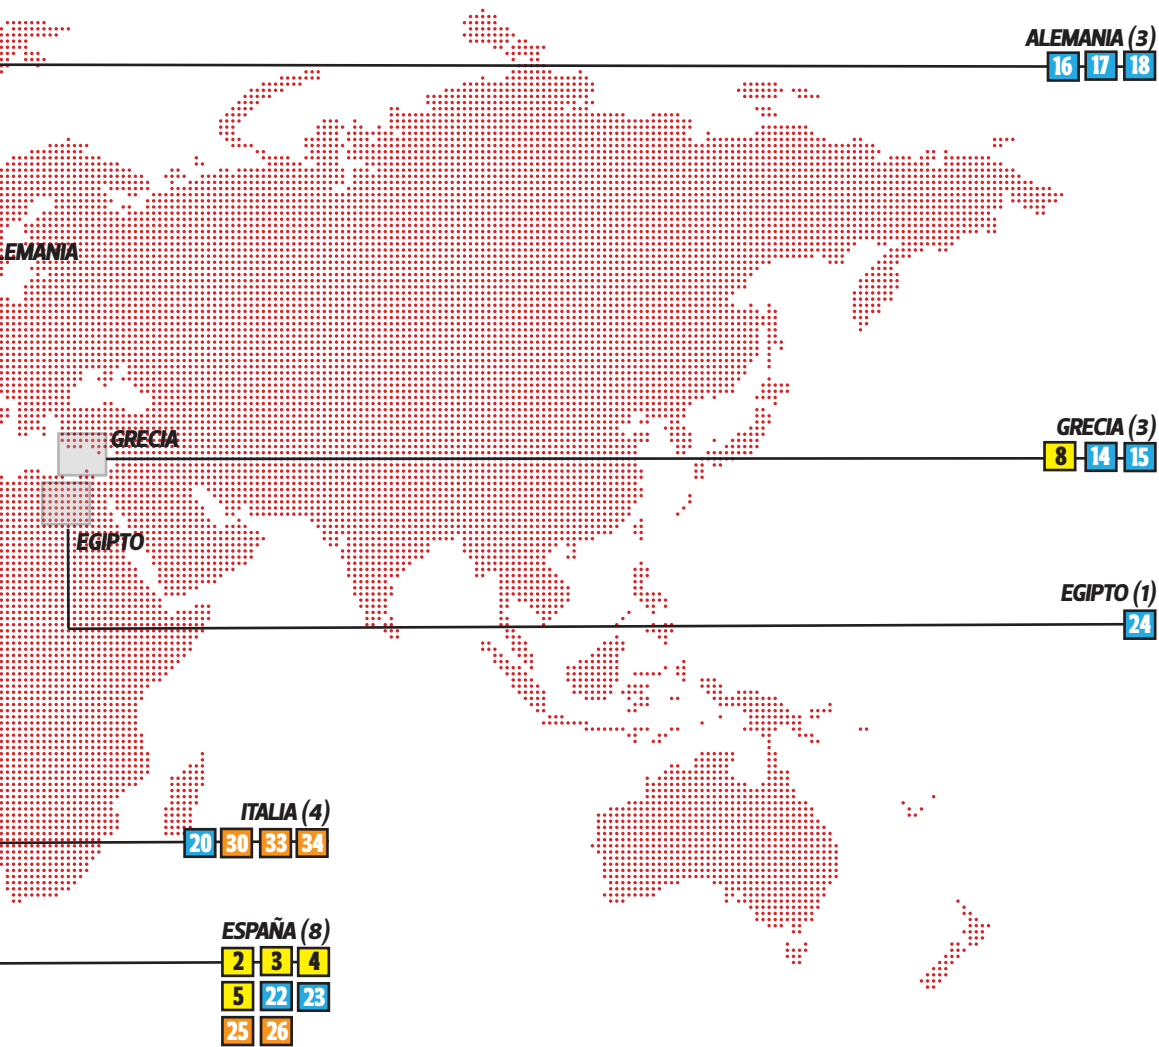 ALEMANIA (3)
16 17 18
LEMANIA
GRECIA (3)
GRECIA
8 14 15
EGIPTO
EGIPTO (1)
24
ITALIA (4)
20 30 33 34
ESPAÑA (8)
2 3 4
5 22 23
25 26